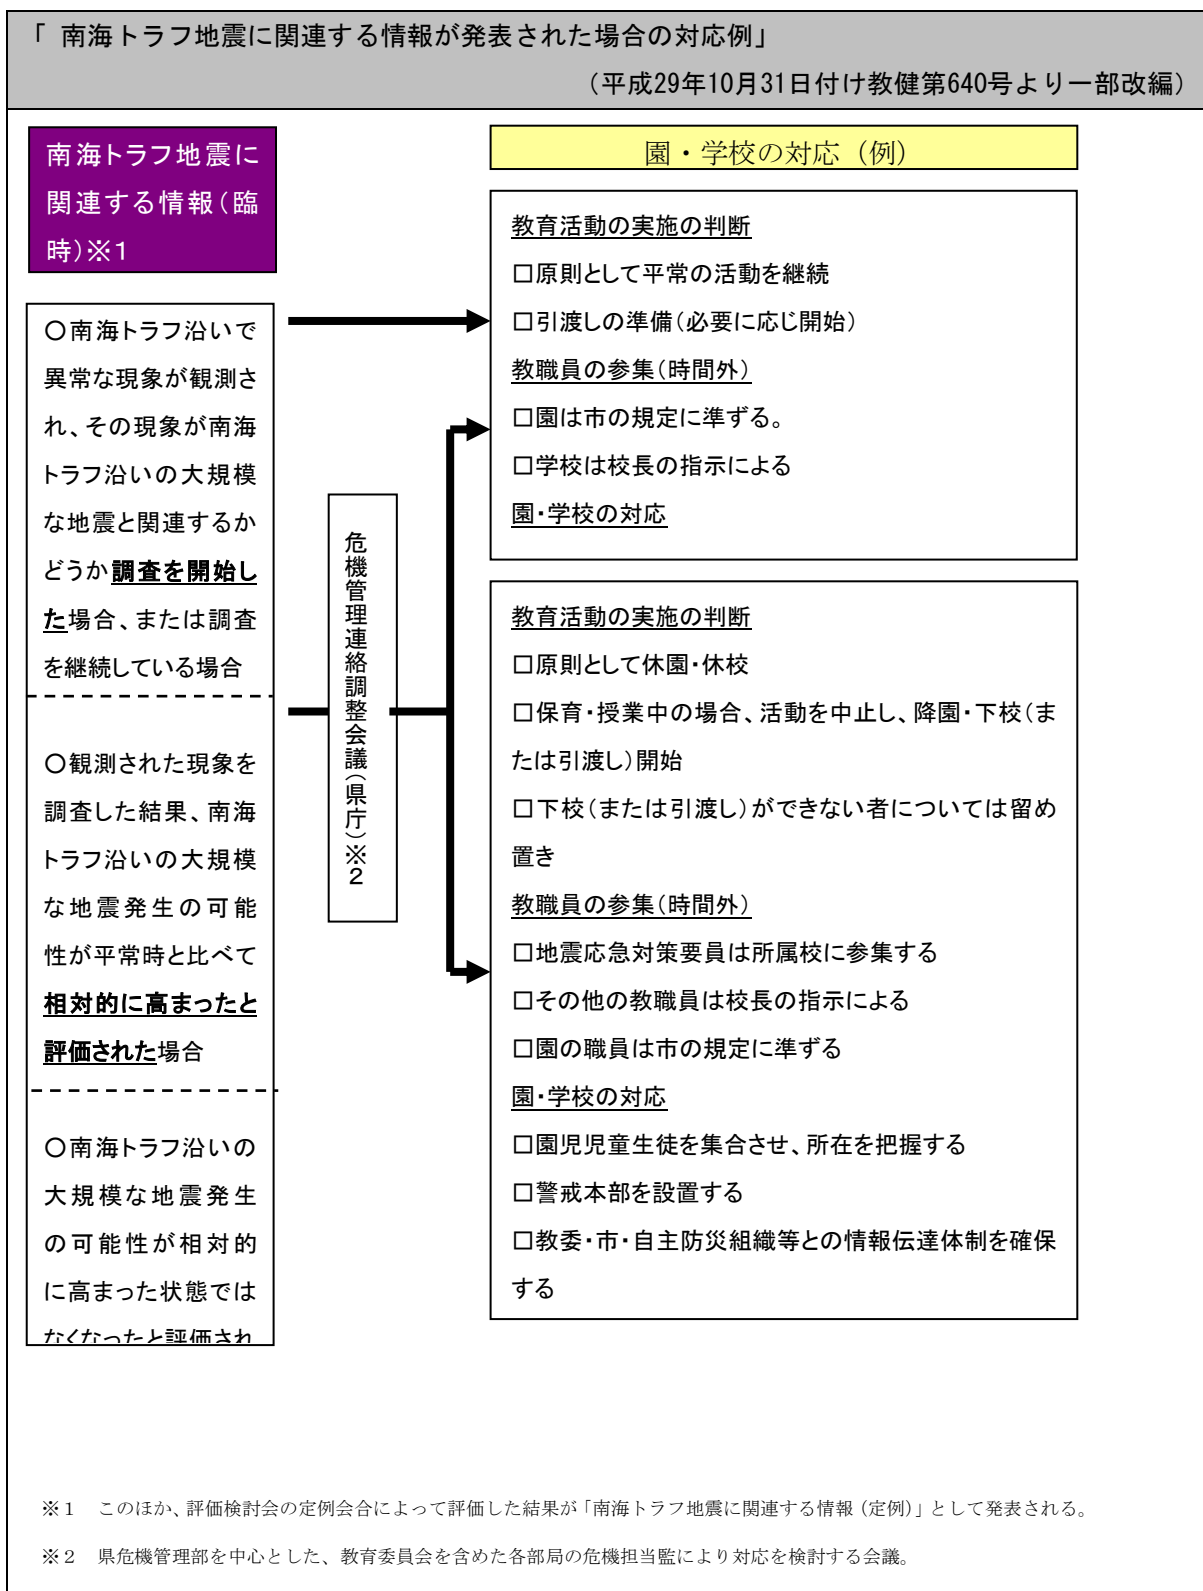 「 南海トラフ地震に関連する情報が発表された場合の対応例」
（平成29年10月31日付け教健第640号より一部改編）
南海トラフ地震に
関連する情報（臨
時）※１
〇南海トラフ沿いで
異常な現象が観測さ
れ、その現象が南海
トラフ沿いの大規模
な地震と関連するか
どうか調査を開始し
た場合、または調査
を継続している場合
〇観測された現象を
調査した結果、南海
トラフ沿いの大規模
な地震発生の可能
性が平常時と比べて
相対的に高まったと
評価された場合
〇南海トラフ沿いの
大規模な地震発生
の可能性が相対的
に高まった状態では
なくなったと評価され
危機管理連絡調整会議（県庁）※２
園・学校の対応（例）
教育活動の実施の判断
□原則として平常の活動を継続
□引渡しの準備（必要に応じ開始）
教職員の参集（時間外）
□園は市の規定に準ずる。
□学校は校長の指示による
園・学校の対応
教育活動の実施の判断
□原則として休園・休校
□保育・授業中の場合、活動を中止し、降園・下校（ま
たは引渡し）開始
□下校（または引渡し）ができない者については留め
置き
教職員の参集（時間外）
□地震応急対策要員は所属校に参集する
□その他の教職員は校長の指示による
□園の職員は市の規定に準ずる
園・学校の対応
□園児児童生徒を集合させ、所在を把握する
□警戒本部を設置する
□教委・市・自主防災組織等との情報伝達体制を確保
する
※１　このほか、評価検討会の定例会合によって評価した結果が「南海トラフ地震に関連する情報（定例）」として発表される。
※２　県危機管理部を中心とした、教育委員会を含めた各部局の危機担当監により対応を検討する会議。